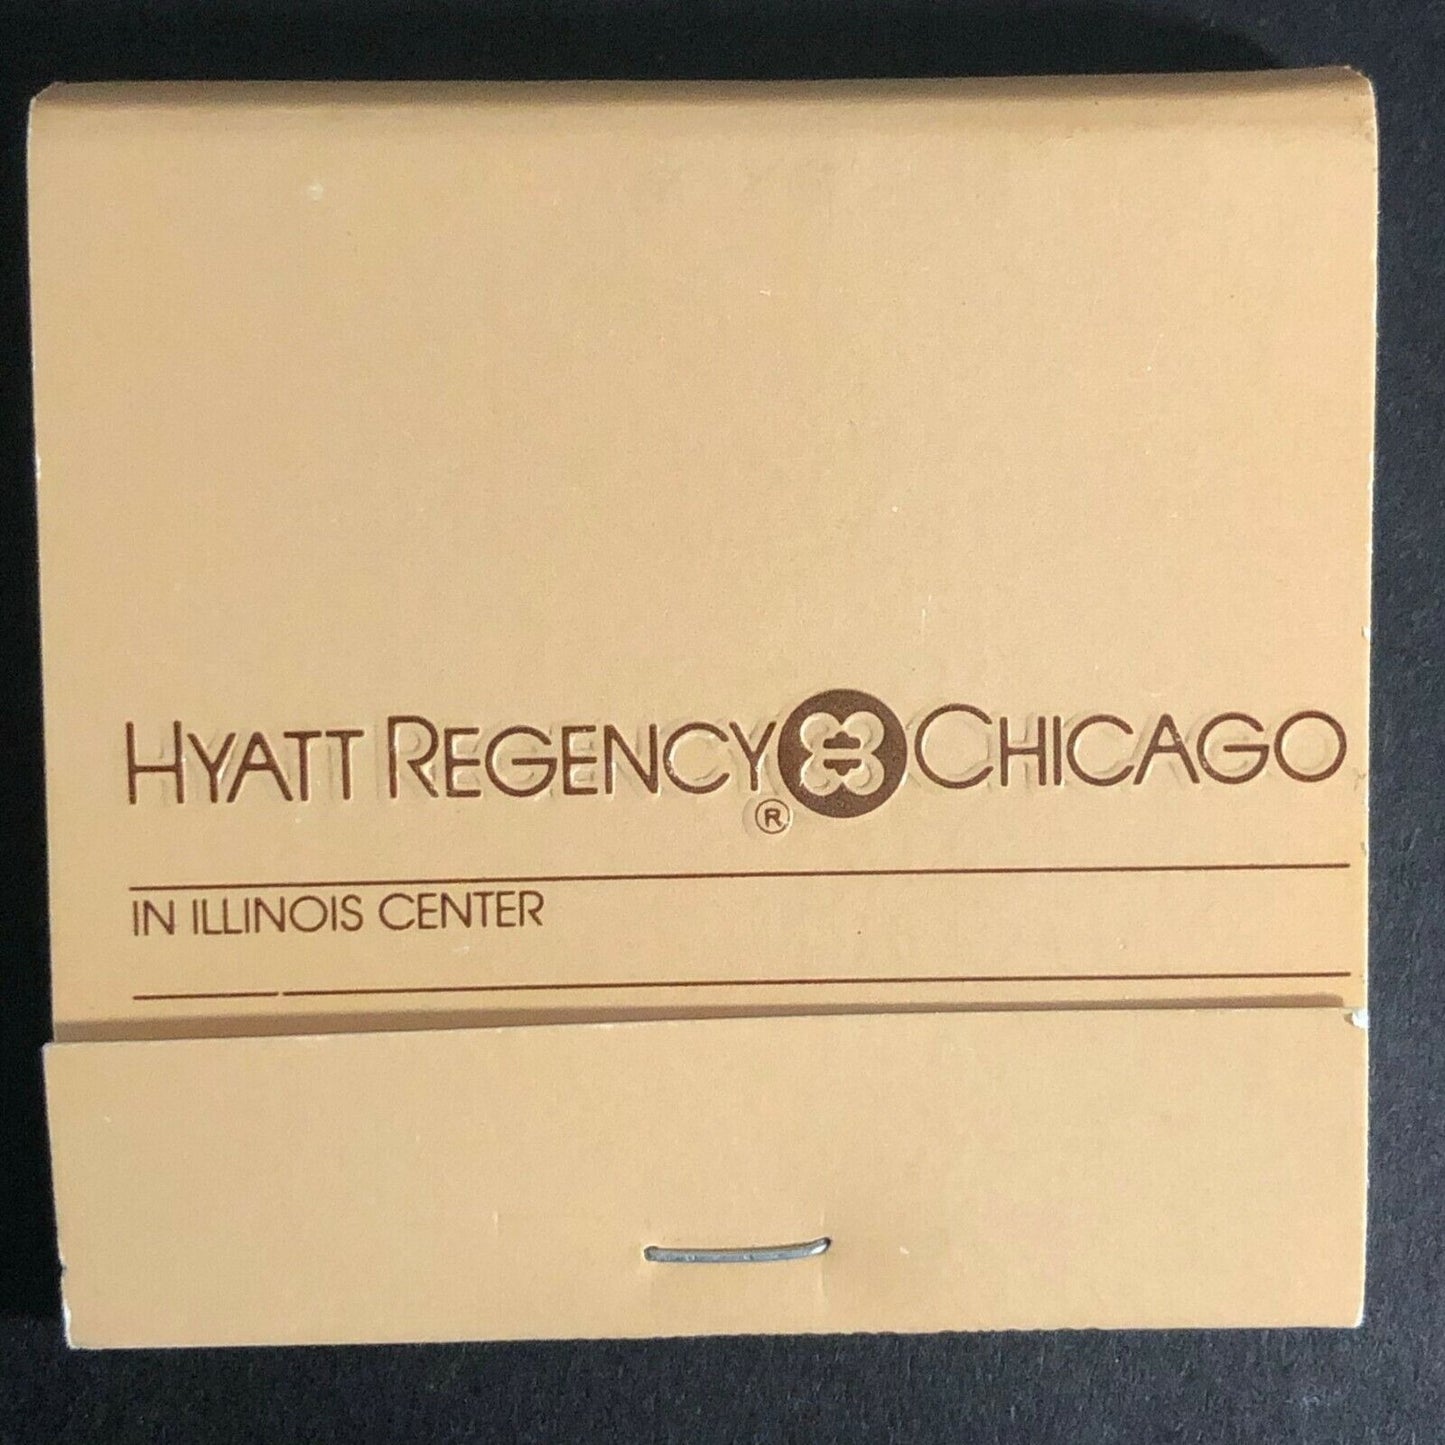 HYATT REGENCY CHICAGO
®
IN ILLINOIS CENTER